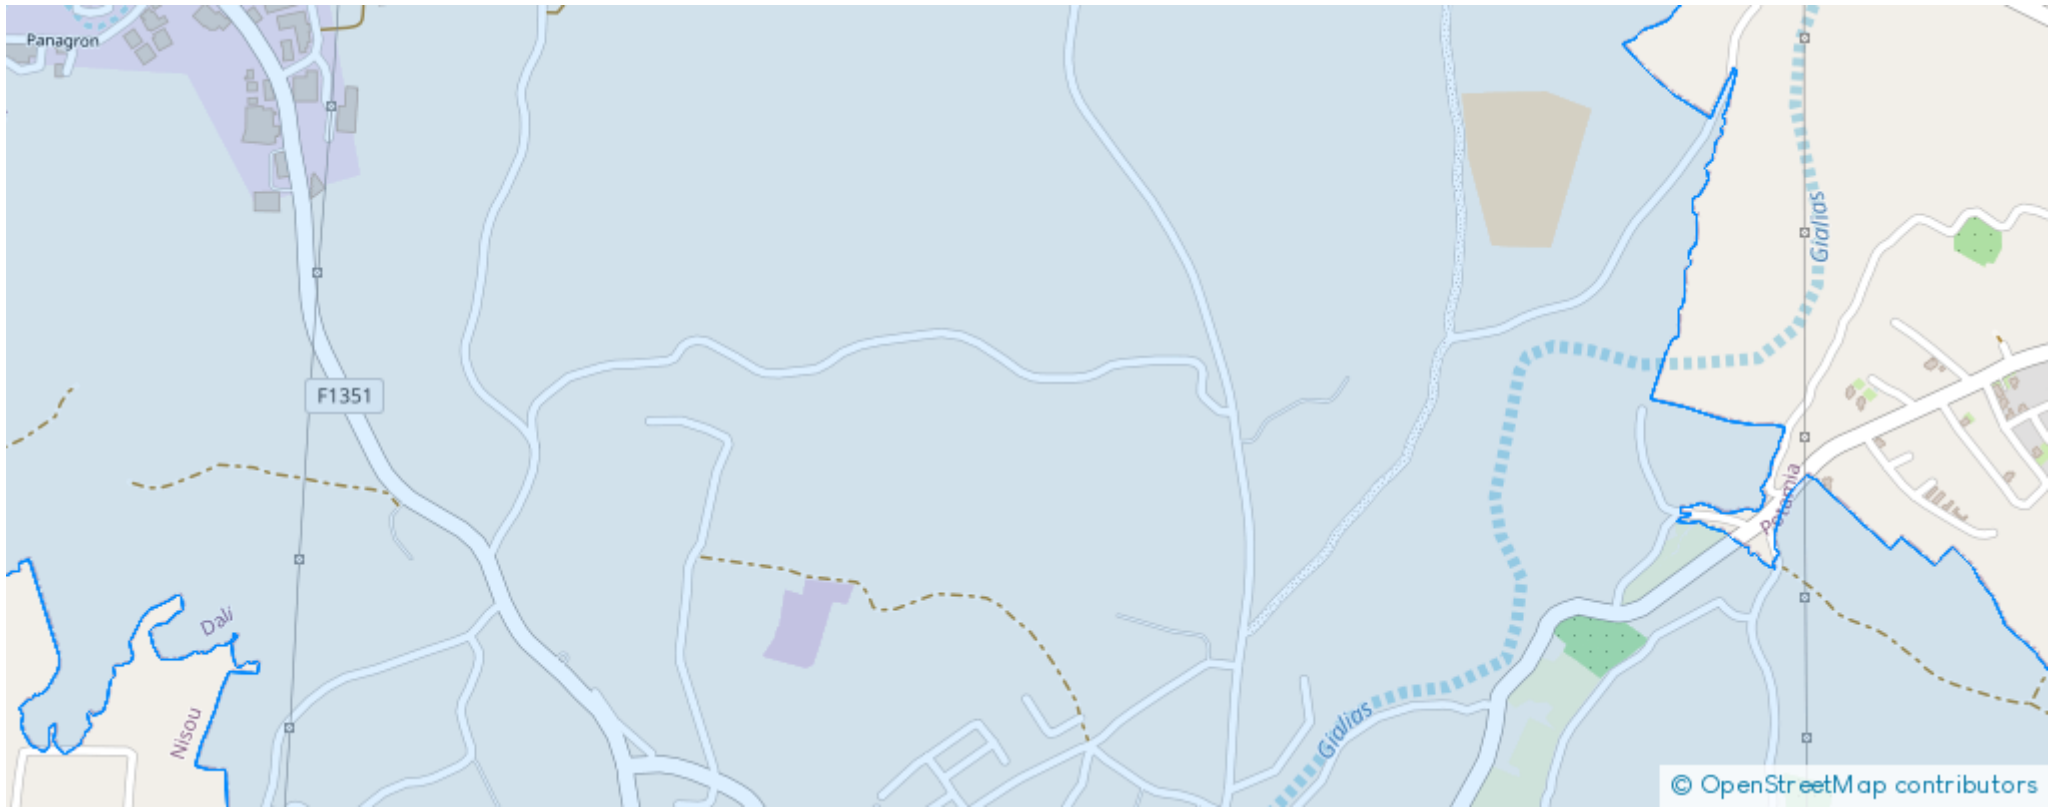 Panagron
Gialias
F1351
Potamia
Dali
Nisou
Gialias
© OpenStreetMap contributors